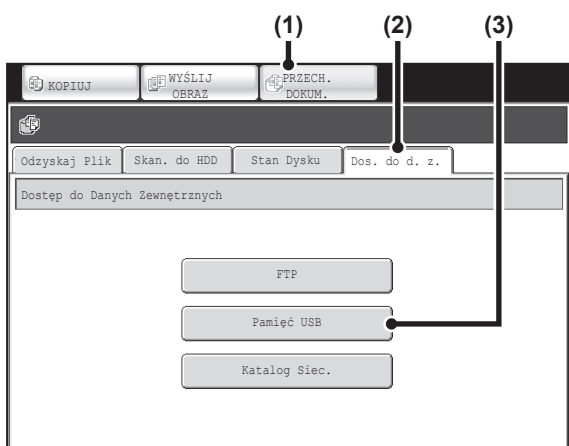 (1) (2) (3)
KOPIUJ
WYŚLIJ
OBRAZ
PRZECH.
DOKUM.
Odzyskaj Plik
Skan. do HDD
Stan Dysku
Dos. do d. z.
Dostęp do Danych Zewnętrznych
FTP
Pamięć USB
Katalog Siec.